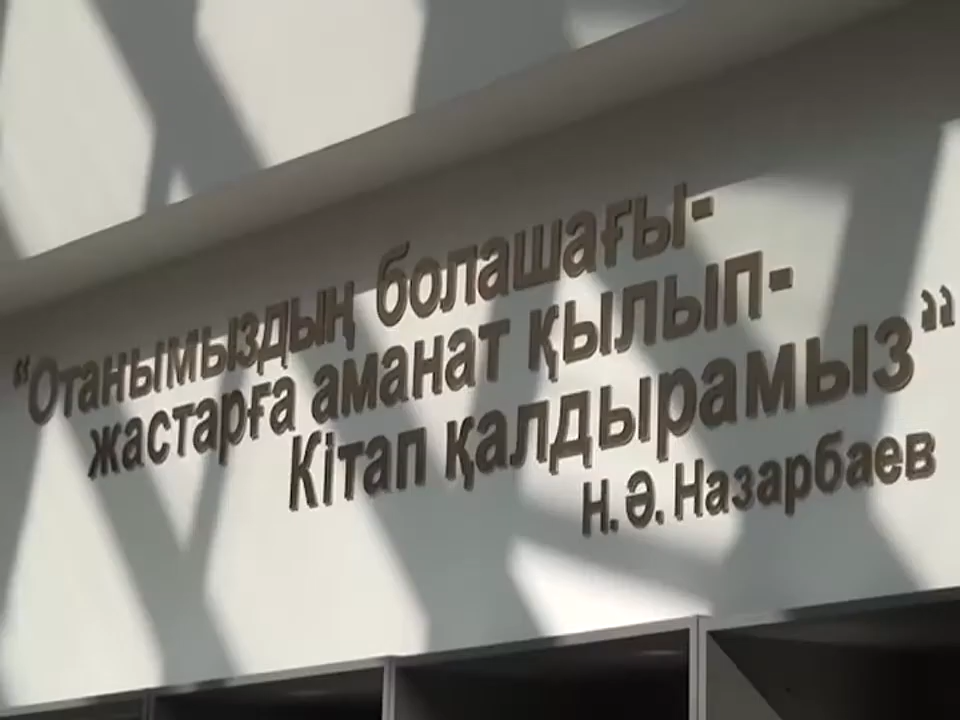 “Отанымыздың болашағы-
жастарға аманат қылып-
Кітап қалдырамыз“
Н. Ә. Назарбаев